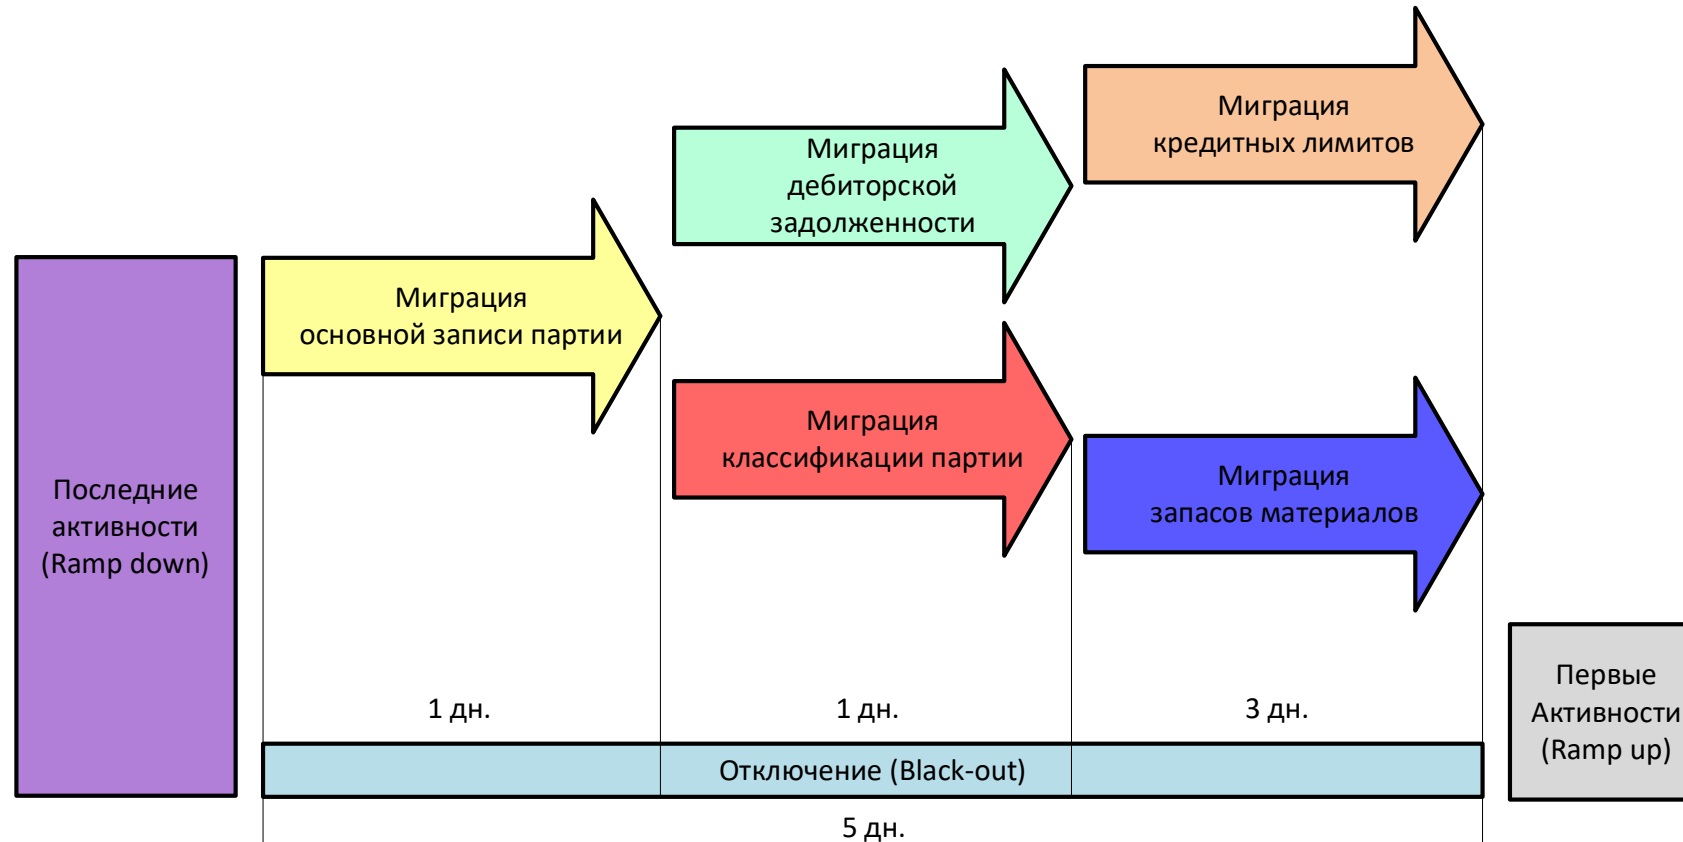 Последние
активности
(Ramp down)
Миграция
основной записи партии
Миграция
дебиторской
задолженности
Миграция
классификации партии
Миграция
кредитных лимитов
Миграция
запасов материалов
1 дн.
1 дн.
3 дн.
Отключение (Black-out)
5 дн.
Первые
Активности
(Ramp up)